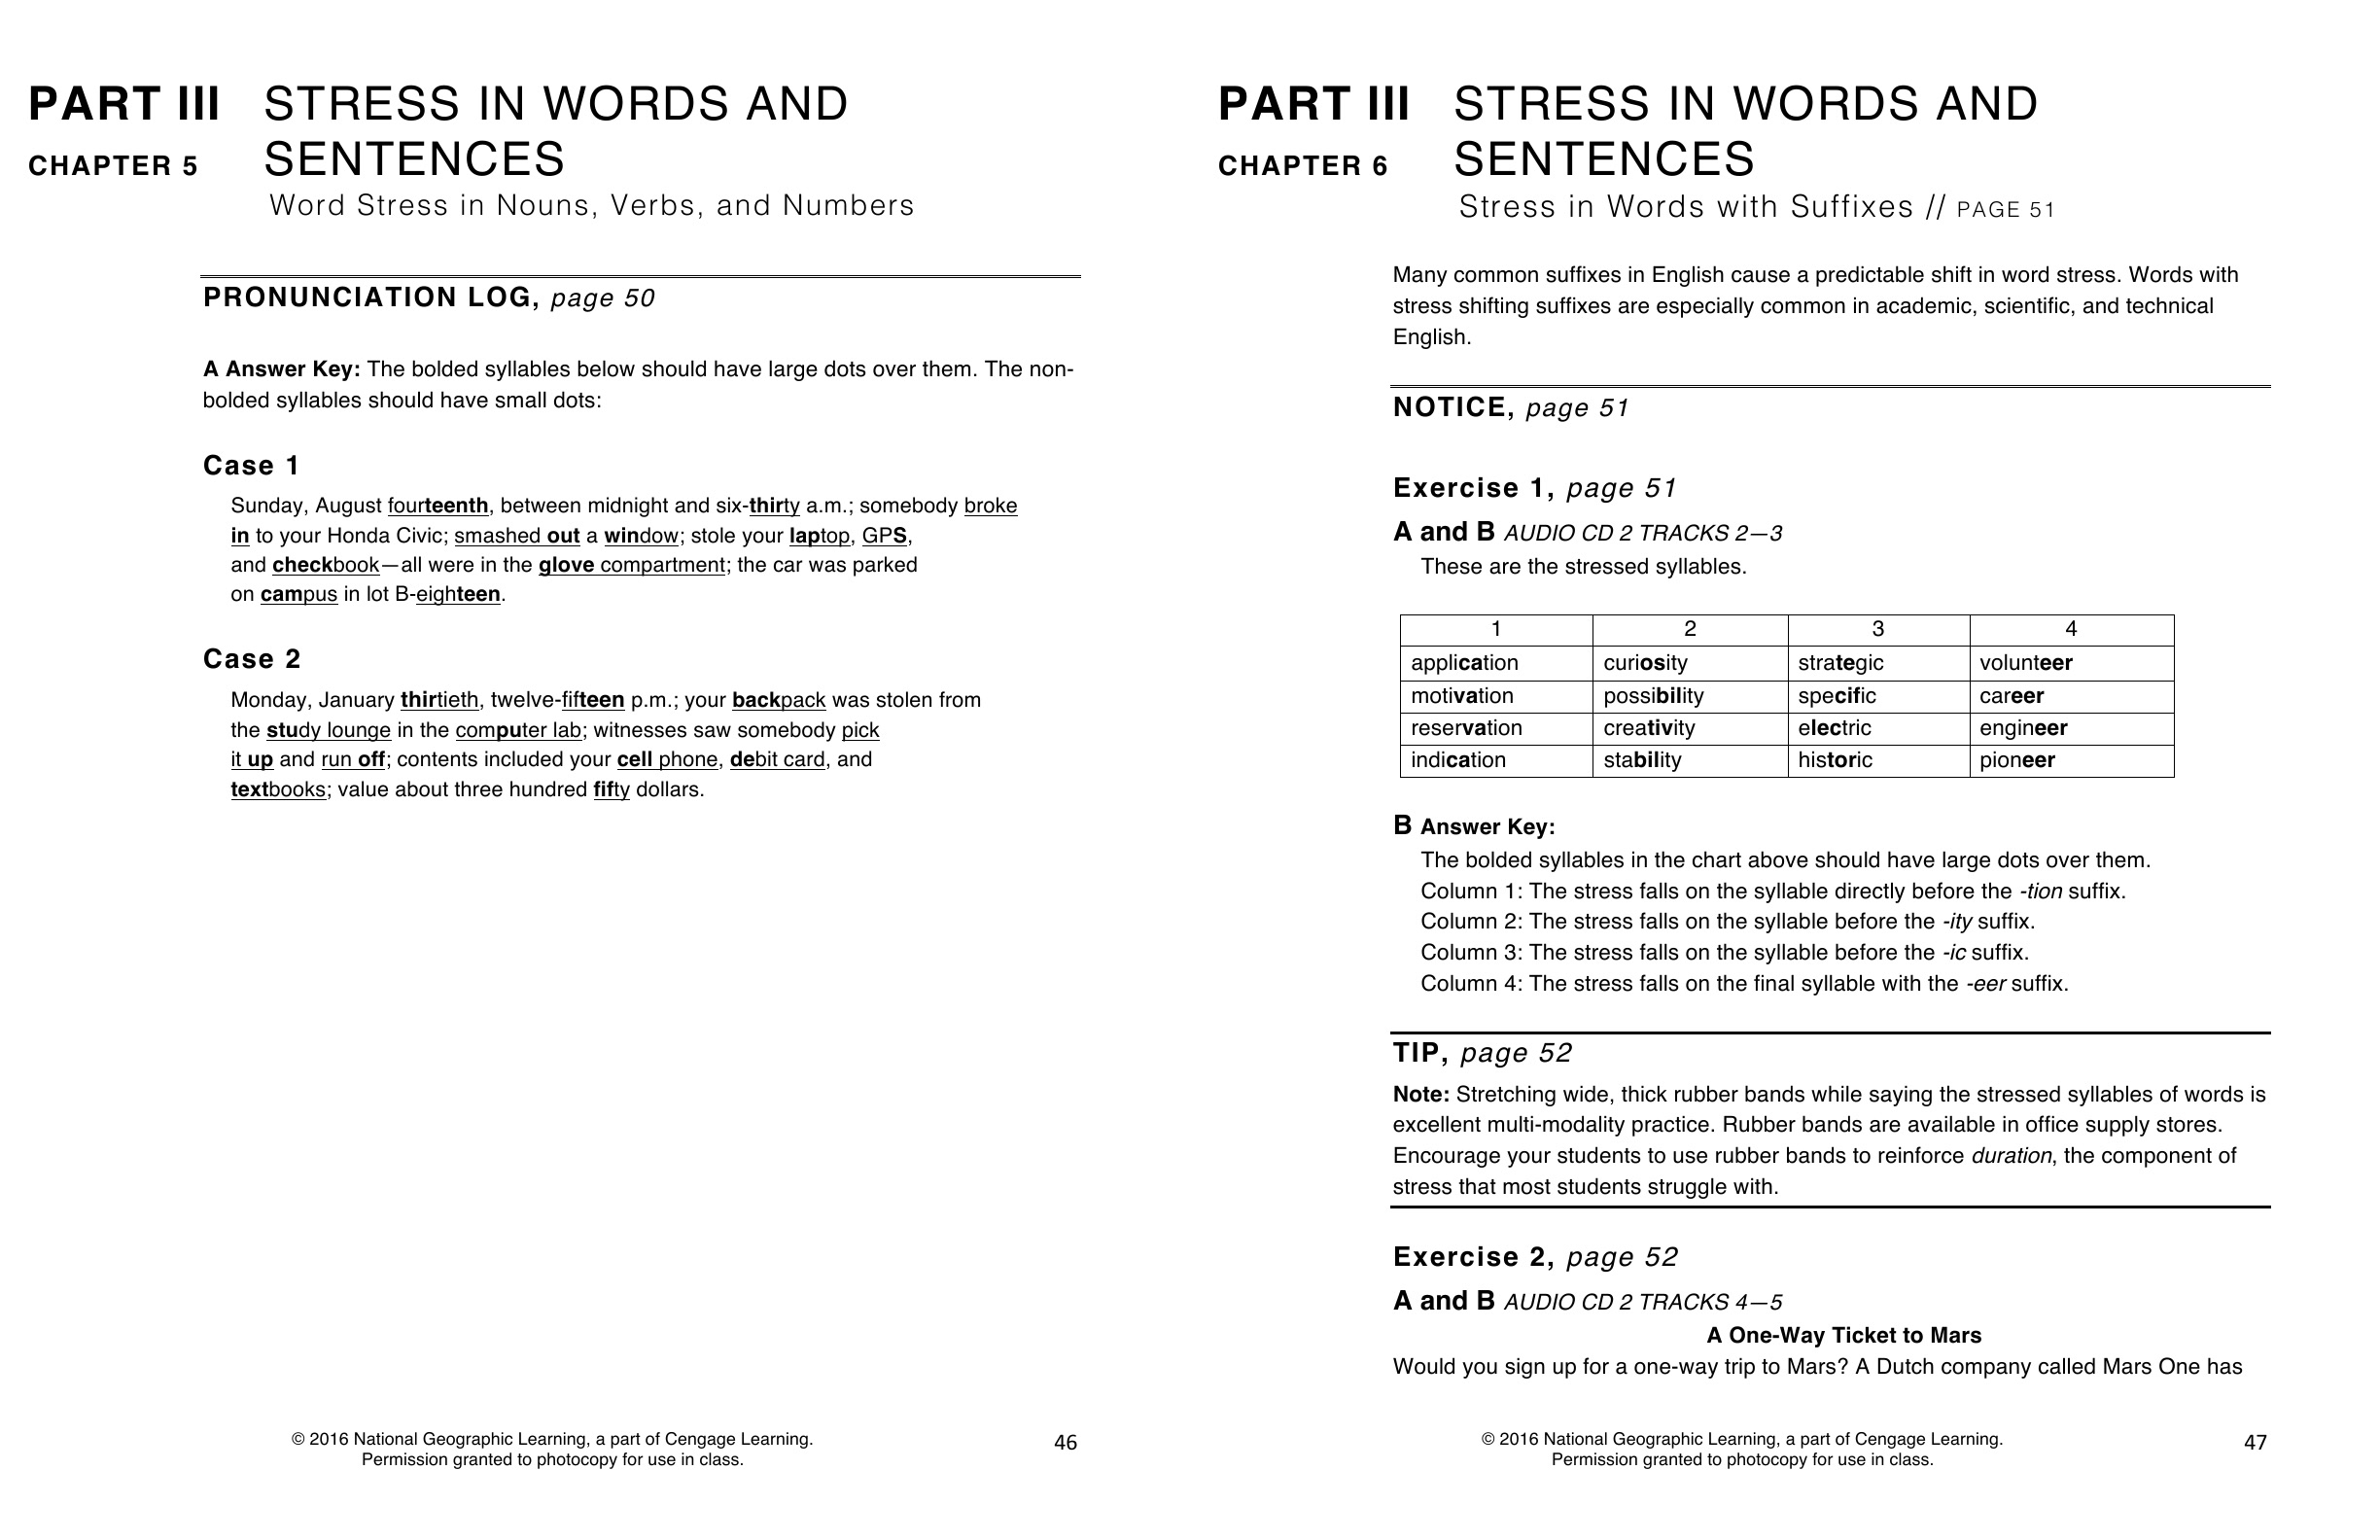 PART III STRESS IN WORDS AND
CHAPTER 5 SENTENCES
Word Stress in Nouns, Verbs, and Numbers
PRONUNCIATION LOG, page 50
A Answer Key: The bolded syllables below should have large dots over them. The non-
bolded syllables should have small dots:
Case 1
Sunday, August fourteenth, between midnight and six-thirty a.m.; somebody broke
in to your Honda Civic; smashed out a window; stole your laptop, GPS,
and checkbook—all were in the glove compartment; the car was parked
on campus in lot B-eighteen.
Case 2
Monday, January thirtieth, twelve-fifteen p.m.; your backpack was stolen from
the study lounge in the computer lab; witnesses saw somebody pick
it up and run off; contents included your cell phone, debit card, and
textbooks; value about three hundred fifty dollars.
© 2016 National Geographic Learning, a part of Cengage Learning.
Permission granted to photocopy for use in class.
46
PART III STRESS IN WORDS AND
CHAPTER 6 SENTENCES
Stress in Words with Suffixes // PAGE 51
Many common suffixes in English cause a predictable shift in word stress. Words with
stress shifting suffixes are especially common in academic, scientific, and technical
English.
NOTICE, page 51
Exercise 1, page 51
A and B AUDIO CD 2 TRACKS 2—3
These are the stressed syllables.
1 2 3 4
application curiosity strategic volunteer
motivation possibility specific career
reservation creativity electric engineer
indication stability historic pioneer
B Answer Key:
The bolded syllables in the chart above should have large dots over them.
Column 1: The stress falls on the syllable directly before the -tion suffix.
Column 2: The stress falls on the syllable before the -ity suffix.
Column 3: The stress falls on the syllable before the -ic suffix.
Column 4: The stress falls on the final syllable with the -eer suffix.
TIP, page 52
Note: Stretching wide, thick rubber bands while saying the stressed syllables of words is
excellent multi-modality practice. Rubber bands are available in office supply stores.
Encourage your students to use rubber bands to reinforce duration, the component of
stress that most students struggle with.
Exercise 2, page 52
A and B AUDIO CD 2 TRACKS 4—5
A One-Way Ticket to Mars
Would you sign up for a one-way trip to Mars? A Dutch company called Mars One has
© 2016 National Geographic Learning, a part of Cengage Learning.
Permission granted to photocopy for use in class.
47